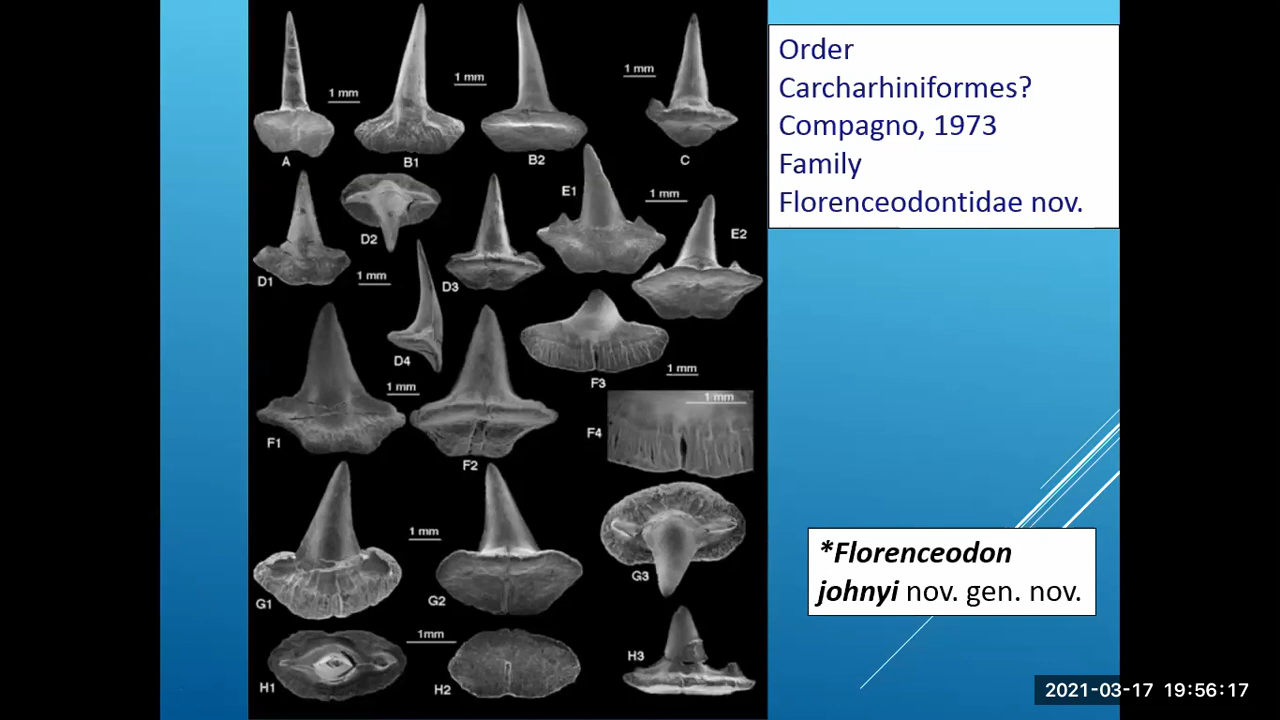 1 mm
1 mm
1 mm
A
B1
B2
C
Order
Carcharhiniformes?
Compagno, 1973
Family
Florenceodontidae nov.
E1
1 mm
D2
E2
D1
1 mm
D3
D4
1 mm
F3
1 mm
1 mm
F1
F4
F2
1 mm
*Florenceodon
johnyi nov. gen. nov.
G1
G2
G3
1mm
H1
H2
H3
2021-03-17 19:56:17